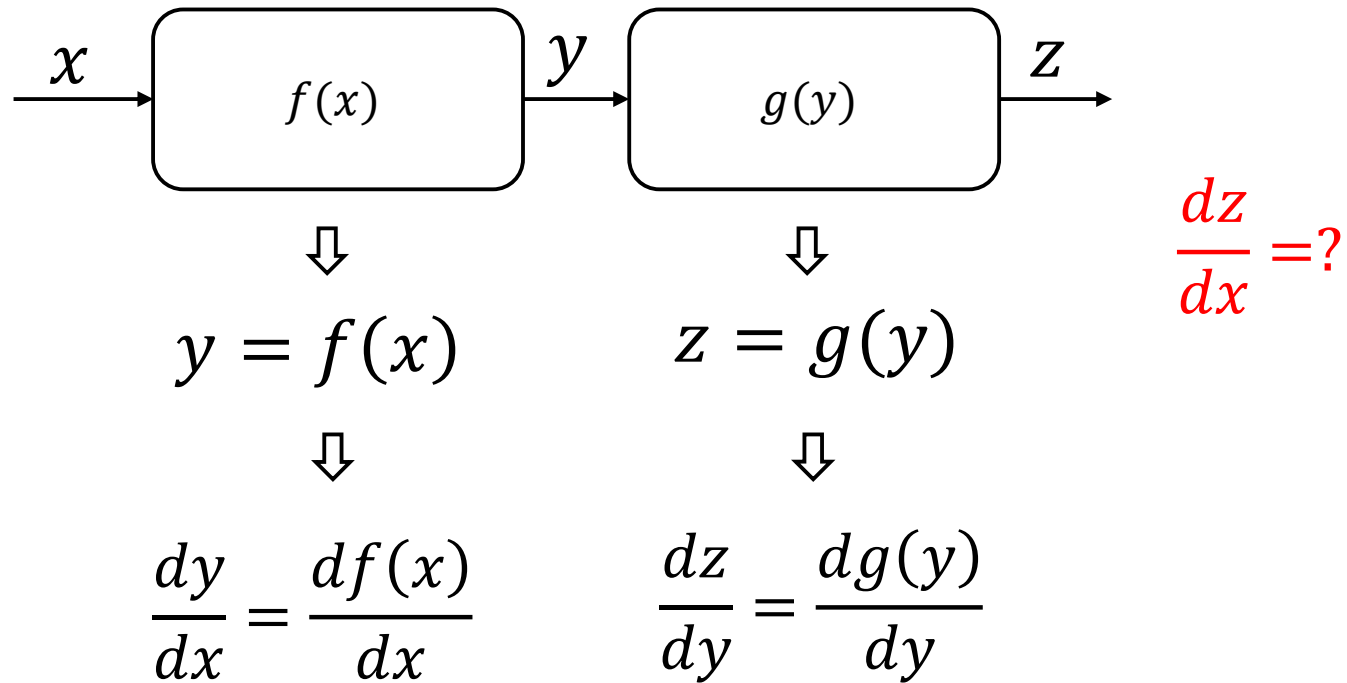 x f(x) y g(y) z
dz/dx =?
y = f(x) z = g(y)
dy/dx = df(x)/dx dz/dy = dg(y)/dy